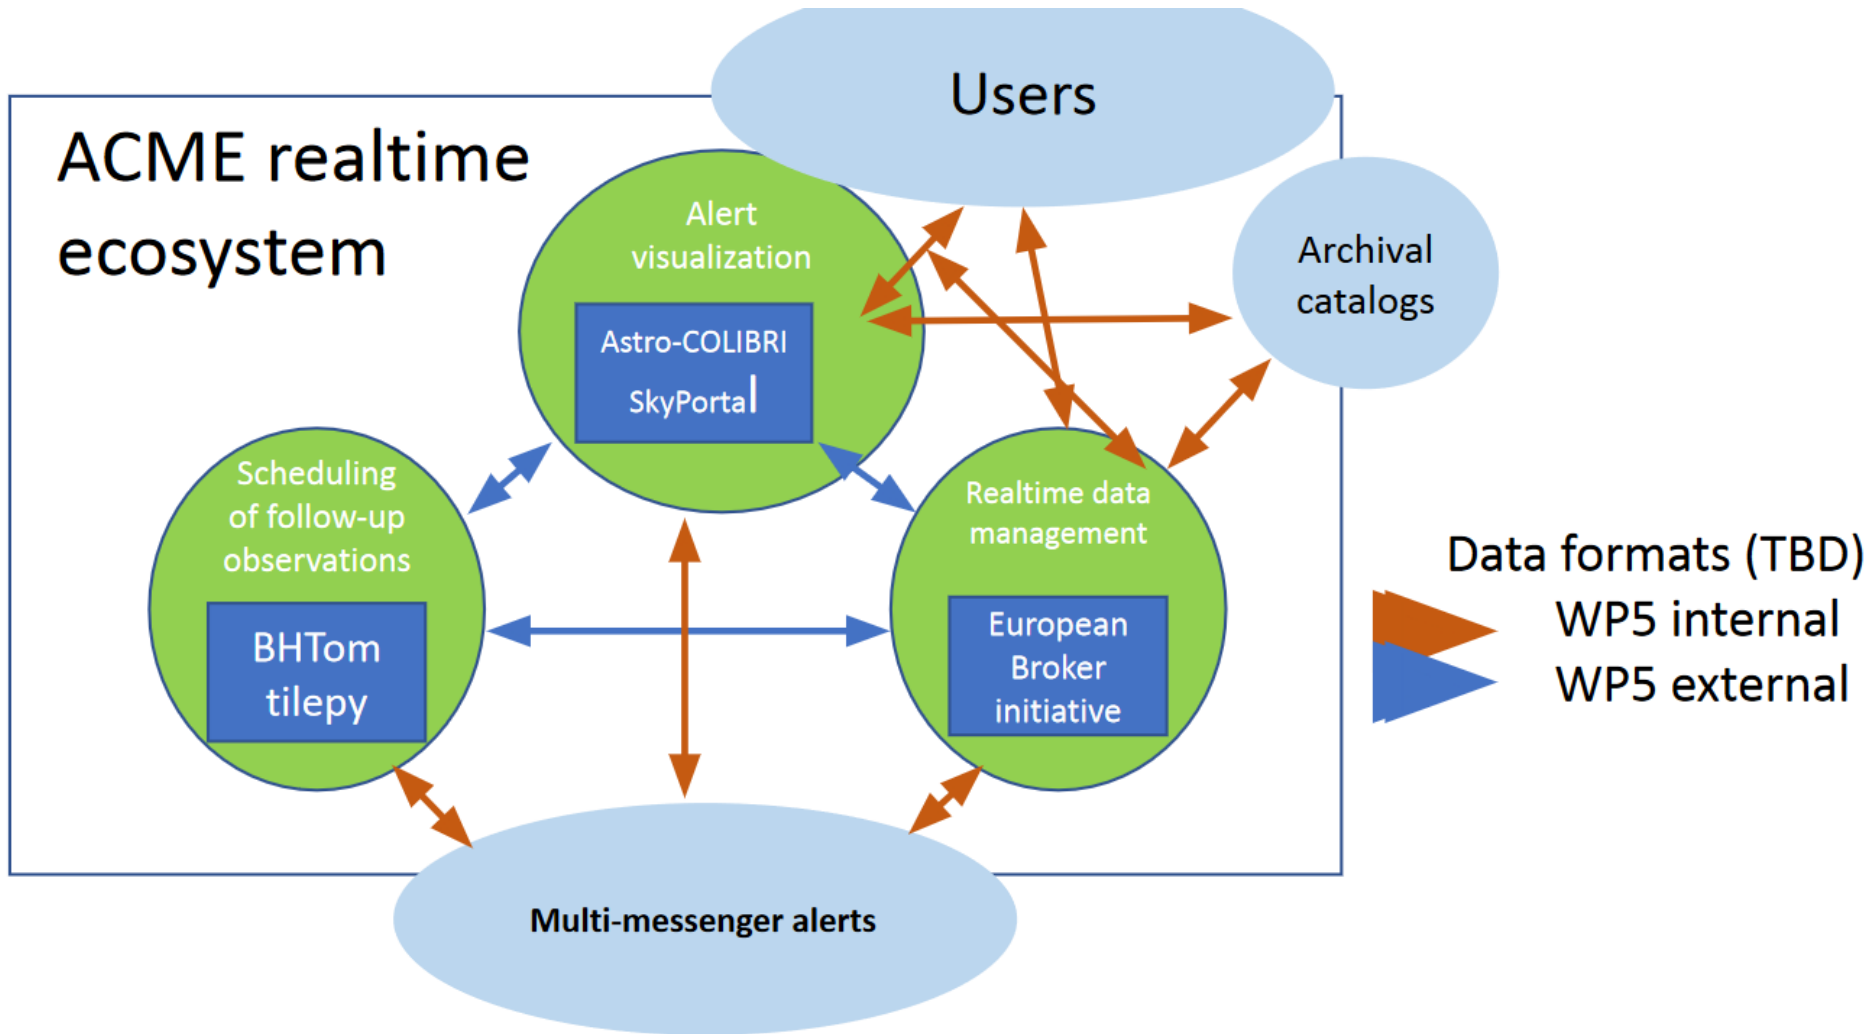 Users
ACME realtime
ecosystem
Alert
visualization
Astro-COLIBRI
SkyPortal
Archival
catalogs
Scheduling
of follow-up
observations
BHTom
tilepy
Realtime data
management
European
Broker
initiative
Data formats (TBD)
WP5 internal
WP5 external
Multi-messenger alerts